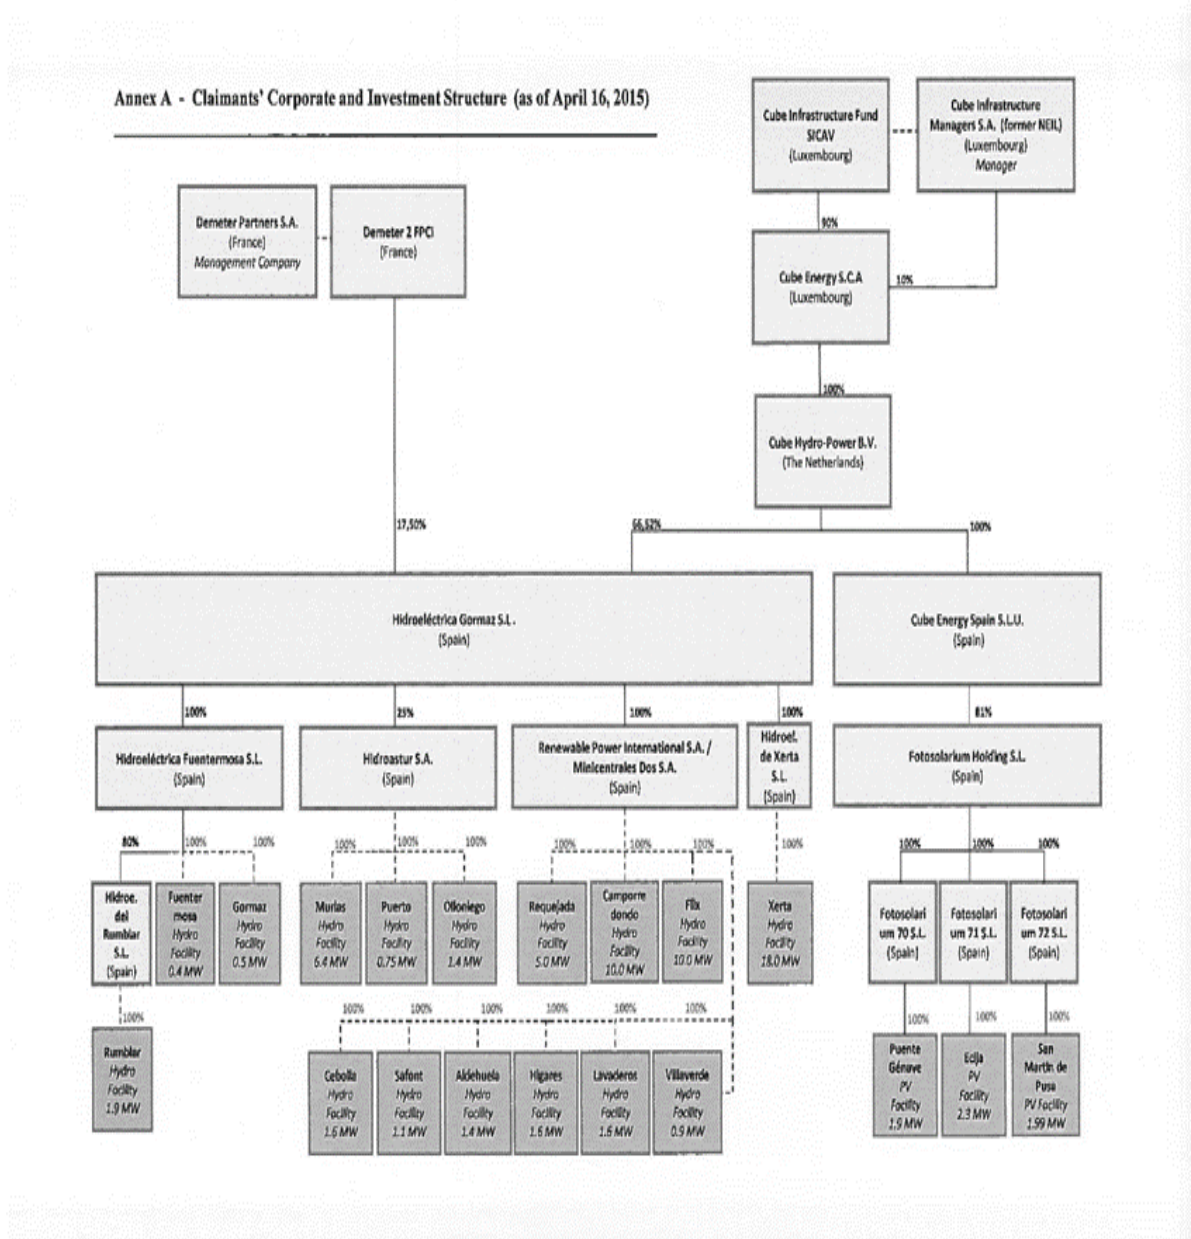 Annex A - Claimants' Corporate and Investment Structure (as of April 16, 2015)
Cube Infrastructure Fund
SICAV
(Luxembourg)
Cube Infrastructure
Managers S.A. (former NEIL)
(Luxembourg)
Manager
Demeter Partners S.A.
(France)
Management Company
Demeter 2 FPCI
(France)
90%
10%
Cube Energy S.C.A
(Luxembourg)
100%
Cube Hydro-Power B.V.
(The Netherlands)
17,50%
66,52%
100%
Hidroeléctrica Gormaz S.L.
(Spain)
Cube Energy Spain S.L.U.
(Spain)
100%
25%
100%
100%
81%
Hidroeléctrica Fuentermosa S.L.
(Spain)
Hidroastur S.A.
(Spain)
Renewable Power International S.A. /
Minicentrales Dos S.A.
(Spain)
Hidroel.
de Xerta
S.L.
(Spain)
Fotosolarium Holding S.L.
(Spain)
80%
100%
100%
100%
100%
100%
100%
100%
100%
100%
100%
100%
100%
Hidroe.
del
Rumblar
S.L.
(Spain)
Fuenter
mosa
Hydro
Facility
0.4 MW
Gormaz
Hydro
Facility
0.5 MW
Murias
Hydro
Facility
6.4 MW
Puerto
Hydro
Facility
0.75 MW
Olloniego
Hydro
Facility
1.4 MW
Requejada
Hydro
Facility
5.0 MW
Camporre
dondo
Hydro
Facility
10.0 MW
Flix
Hydro
Facility
10.0 MW
Xerta
Hydro
Facility
18.0 MW
Fotosolari
um 70 S.L.
(Spain)
Fotosolari
um 71 S.L.
(Spain)
Fotosolari
um 72 S.L.
(Spain)
100%
100%
100%
100%
100%
100%
100%
100%
100%
100%
Rumblar
Hydro
Facility
1.9 MW
Cebolla
Hydro
Facility
1.6 MW
Safont
Hydro
Facility
1.1 MW
Aldehuela
Hydro
Facility
1.4 MW
Higares
Hydro
Facility
1.6 MW
Lavaderos
Hydro
Facility
1.6 MW
Villaverde
Hydro
Facility
0.9 MW
Puente
Génave
PV
Facility
1.9 MW
Ecija
PV
Facility
2.3 MW
San
Martin de
Pusa
PV Facility
1.99 MW